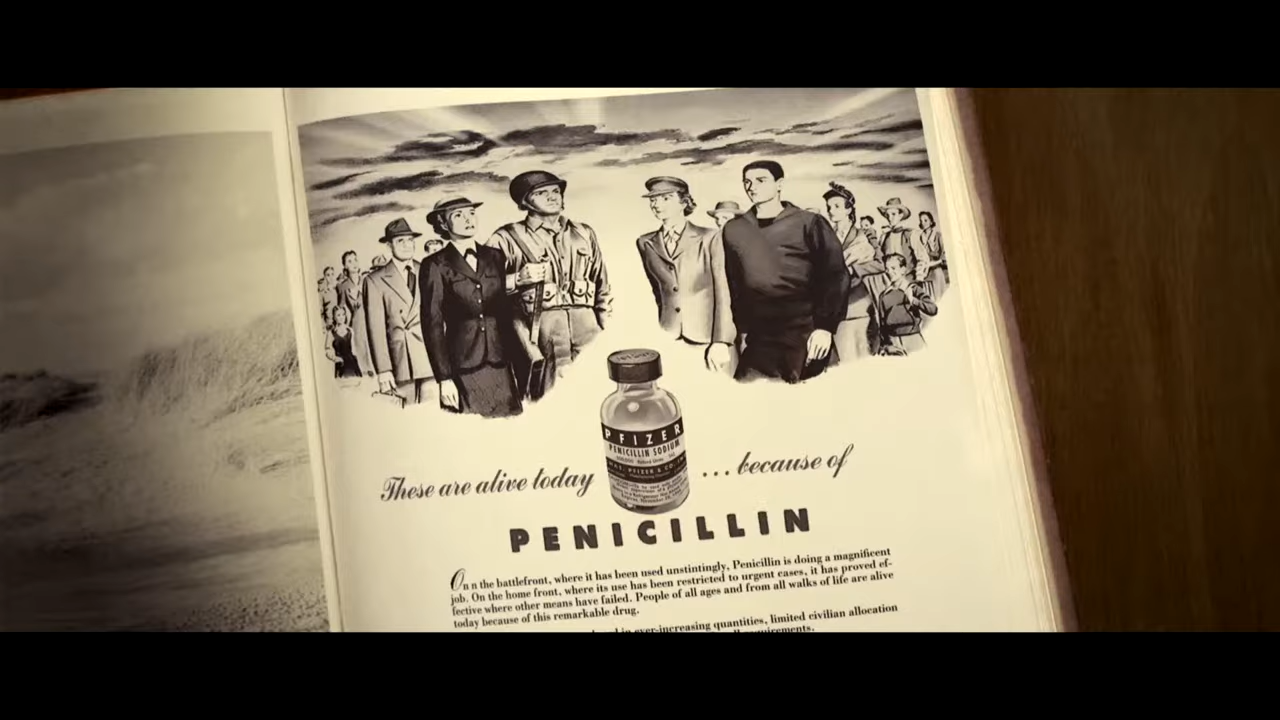 PFIZER
PENICILLIN SODIUM
These are alive today
... because of
PENICILLIN
On the battlefront, where it has been used unstintingly, Penicillin is doing a magnificent
job. On the home front, where its use has been restricted to urgent cases, it has proved ef-
fective where other means have failed. People of all ages and from all walks of life are alive
today because of this remarkable drug.
in ever-increasing quantities, limited civilian allocation
requirements.